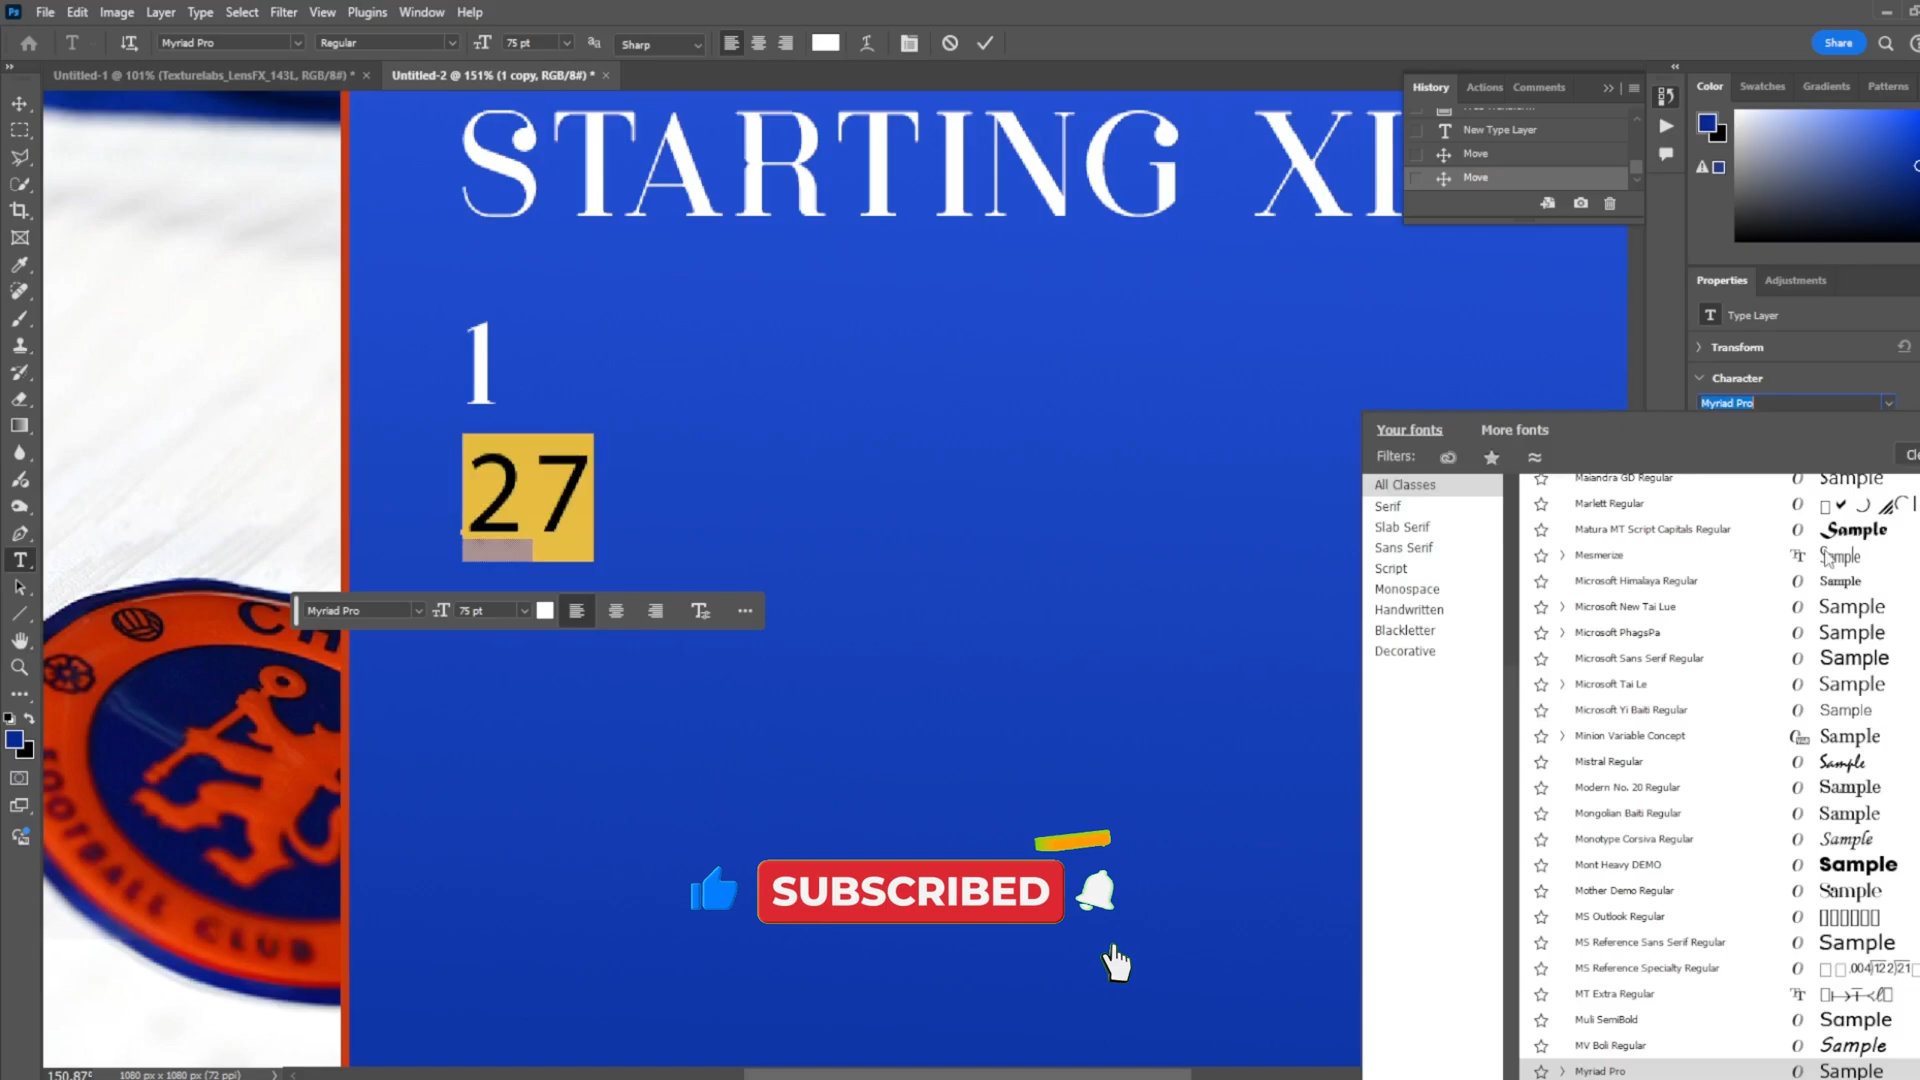 File Edit Image Layer Type Select Filter View Plugins Window Help
Myriad Pro Regular 75 pt Sharp Share
Untitled-1 @ 101% (Texturelabs_LensFX_143L, RGB/8#) * Untitled-2 @ 151% (1 copy, RGB/8#) *
STARTING XI
1
27
Myriad Pro 75 pt
CH
FOOTBALL CLUB
SUBSCRIBED
150.87
1080 px x 1080 px (72 ppi)
History Actions Comments
New Type Layer
Move
Move
Color Swatches Gradients Patterns
Properties Adjustments
Type Layer
Transform
Character
Myriad Pro
Your fonts More fonts
Filters:
All Classes
Serif
Slab Serif
Sans Serif
Script
Monospace
Handwritten
Blackletter
Decorative
Maiandra GD Regular Sample
Marlett Regular
Matura MT Script Capitals Regular Sample
Mesmerize Sample
Microsoft Himalaya Regular Sample
Microsoft New Tai Lue Sample
Microsoft PhagsPa Sample
Microsoft Sans Serif Regular Sample
Microsoft Tai Le Sample
Microsoft Yi Baiti Regular Sample
Minion Variable Concept Sample
Mistral Regular Sample
Modern No. 20 Regular Sample
Mongolian Baiti Regular Sample
Monotype Corsiva Regular Sample
Mont Heavy DEMO Sample
Mother Demo Regular Sample
MS Outlook Regular
MS Reference Sans Serif Regular Sample
MS Reference Specialty Regular
MT Extra Regular
Muli SemiBold Sample
MV Boli Regular Sample
Myriad Pro Sample